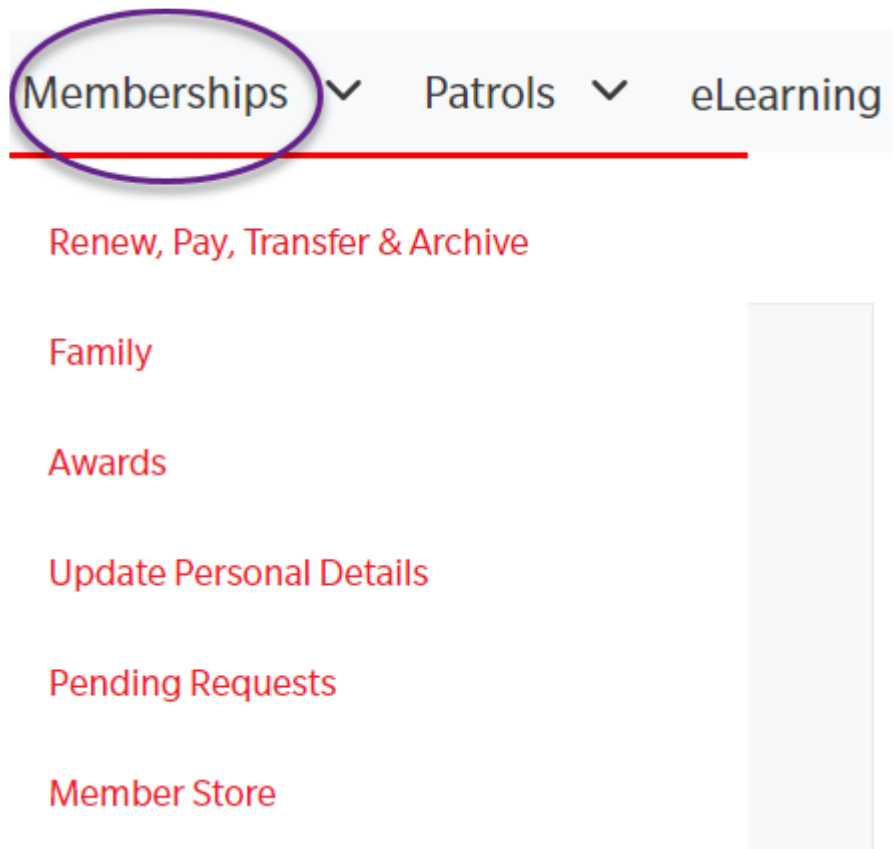 Memberships Patrols eLearning
Renew, Pay, Transfer & Archive
Family
Awards
Update Personal Details
Pending Requests
Member Store